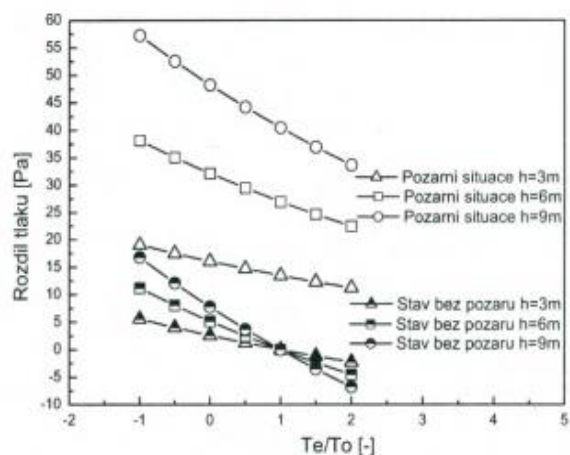 60
55
50
45
40
35
30
25
20
15
10
5
0
-5
-10
Rozdil tlaku [Pa]
Pozarni situace h=3m
Pozarni situace h=6m
Pozarni situace h=9m
Stav bez pozaru h=3m
Stav bez pozaru h=6m
Stav bez pozaru h=9m
-2 -1 0 1 2 3 4 5
Te/To [-]